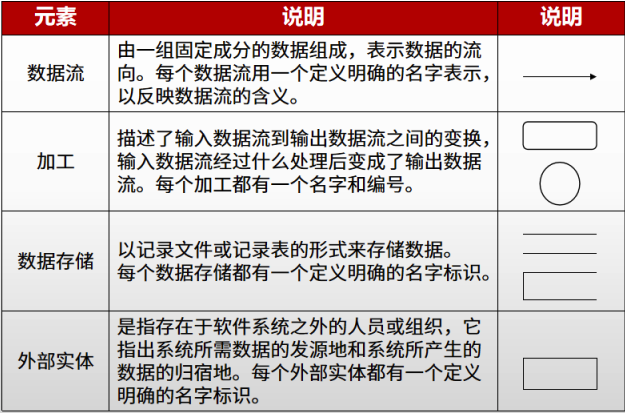 元素 说明 说明
数据流
由一组固定成分的数据组成，表示数据的流
向。每个数据流用一个定义明确的名字表示，
以反映数据流的含义。
加工
描述了输入数据流到输出数据流之间的变换，
输入数据流经过什么处理后变成了输出数据
流。每个加工都有一个名字和编号。
数据存储
以记录文件或记录表的形式来存储数据。
每个数据存储都有一个定义明确的名字标识。
外部实体
是指存在于软件系统之外的人员或组织，它
指出系统所需数据的发源地和系统所产生的
数据的归宿地。每个外部实体都有一个定义
明确的名字标识。